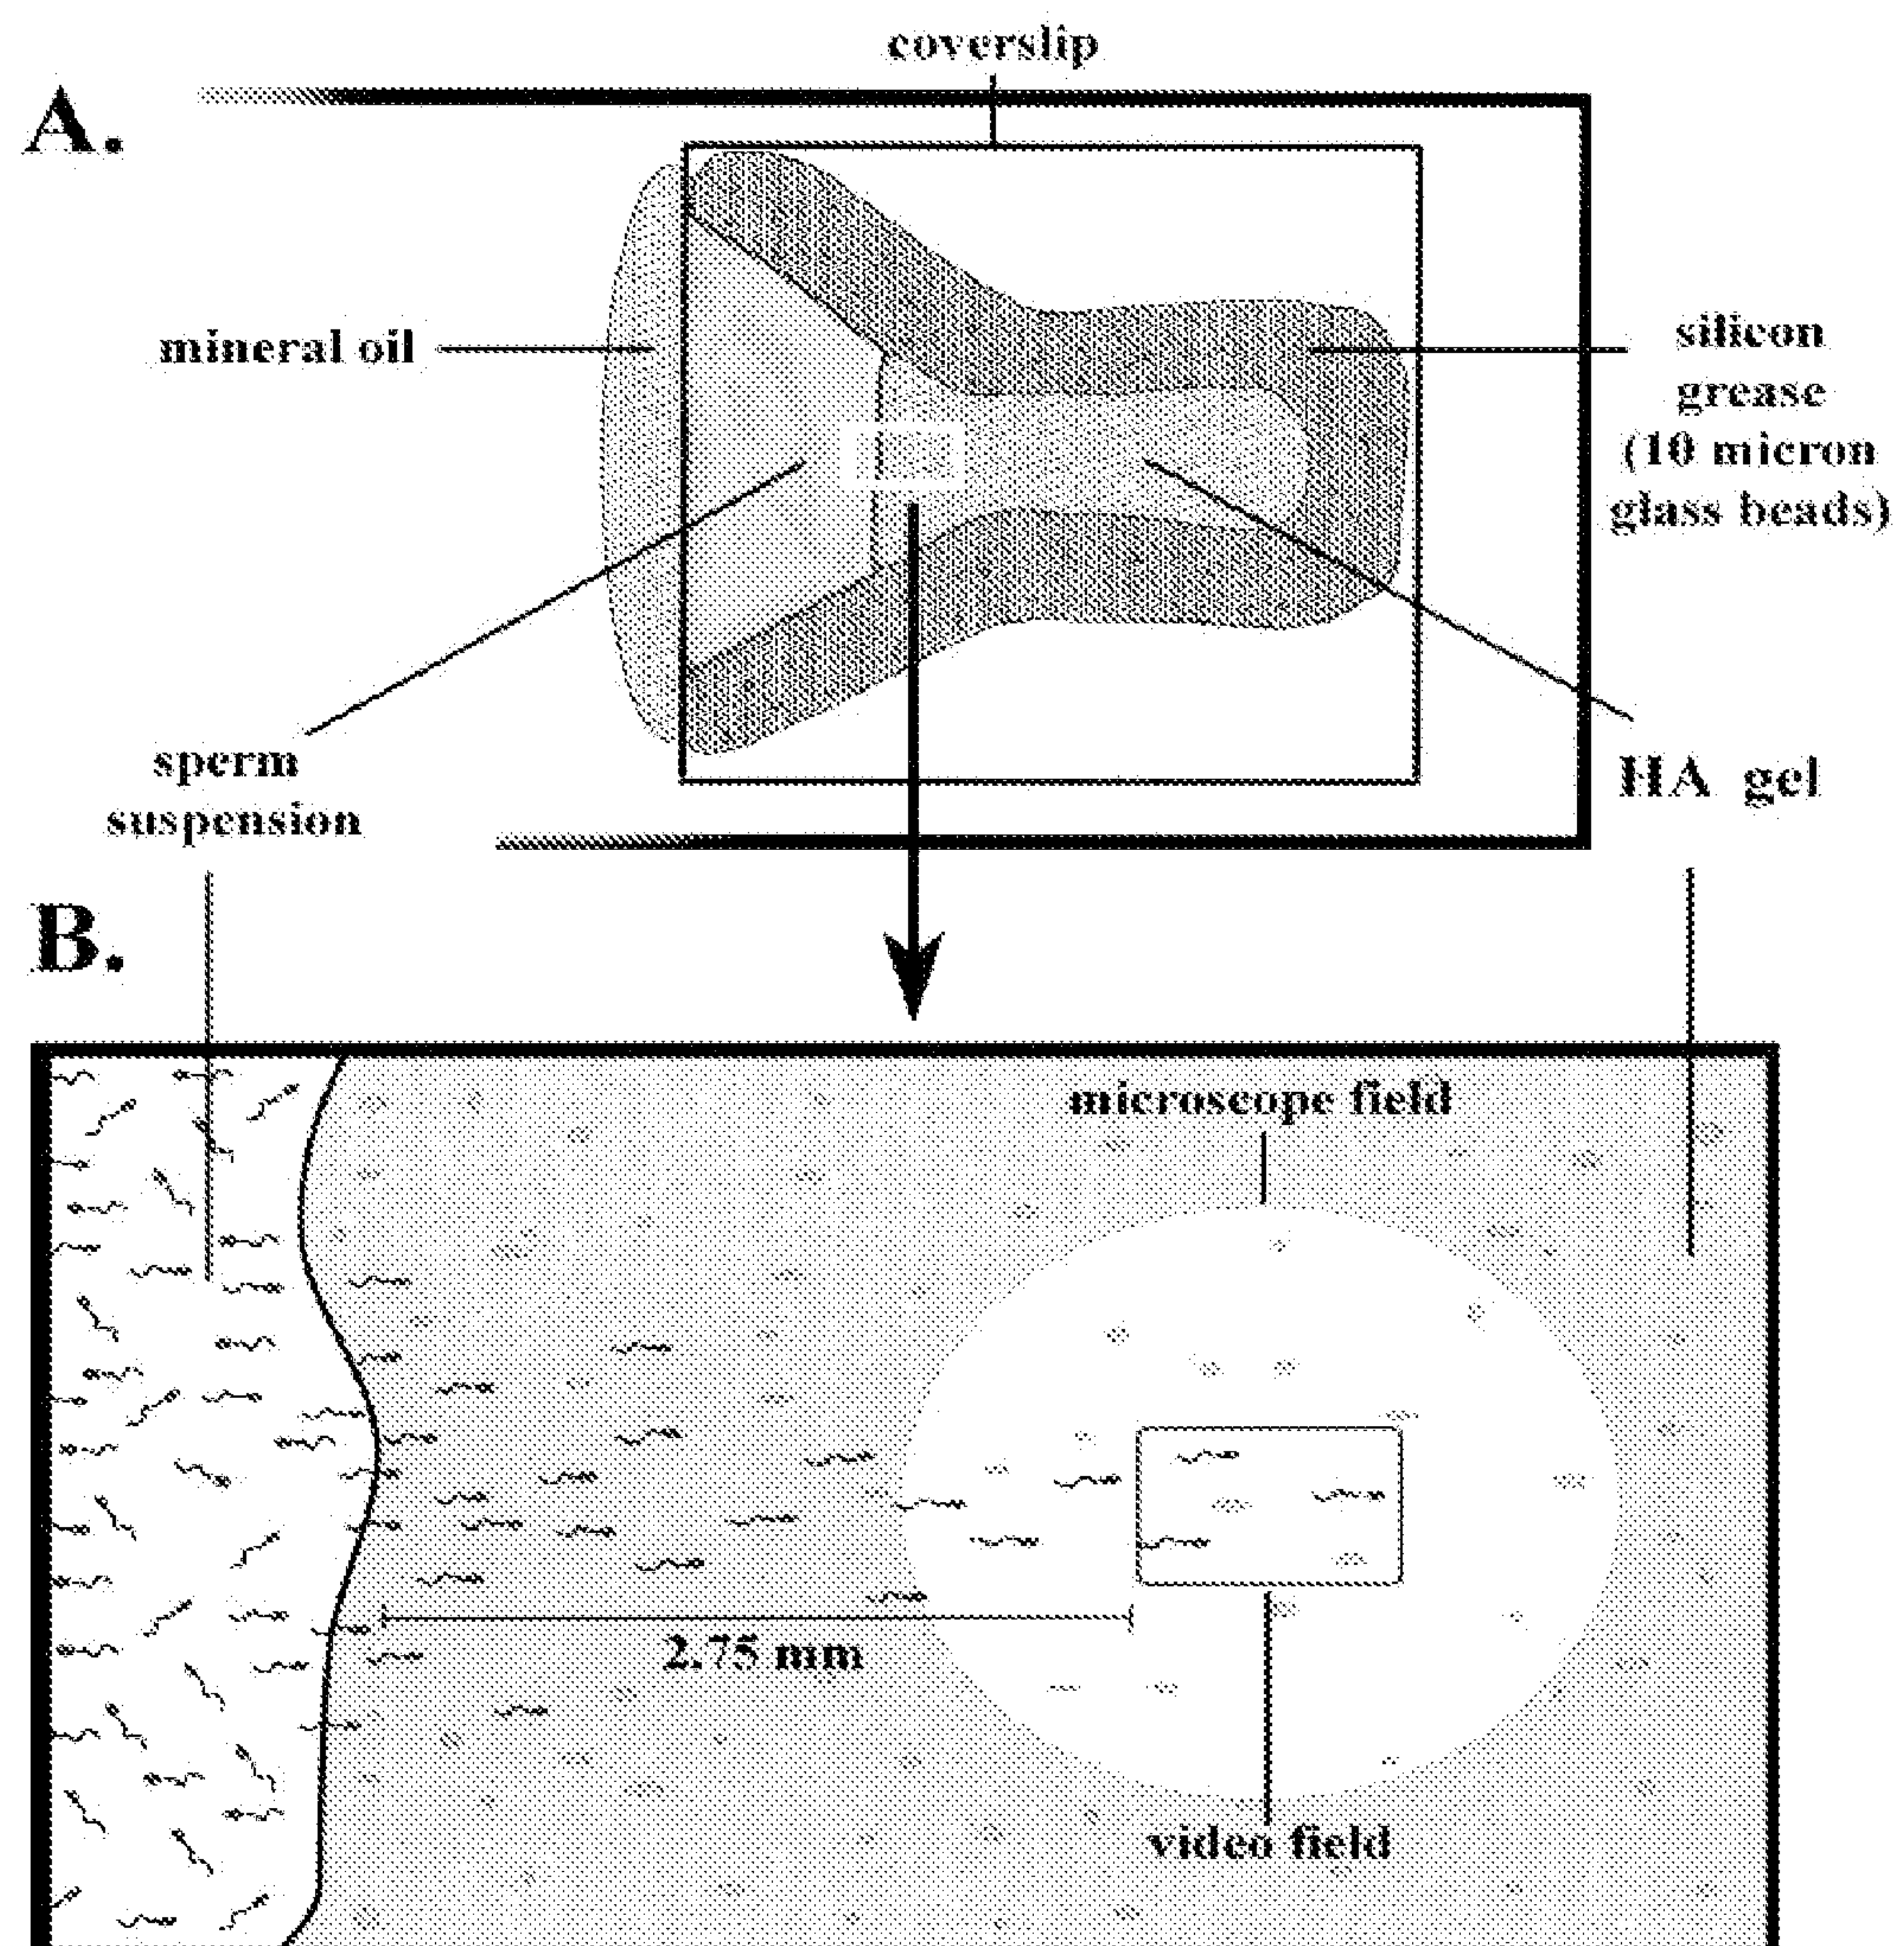 coverslip
A.
mineral oil
silicon
grease
(10 micron
glass beads)
sperm
suspension
HA gel
B.
microscope field
2.75 mm
video field